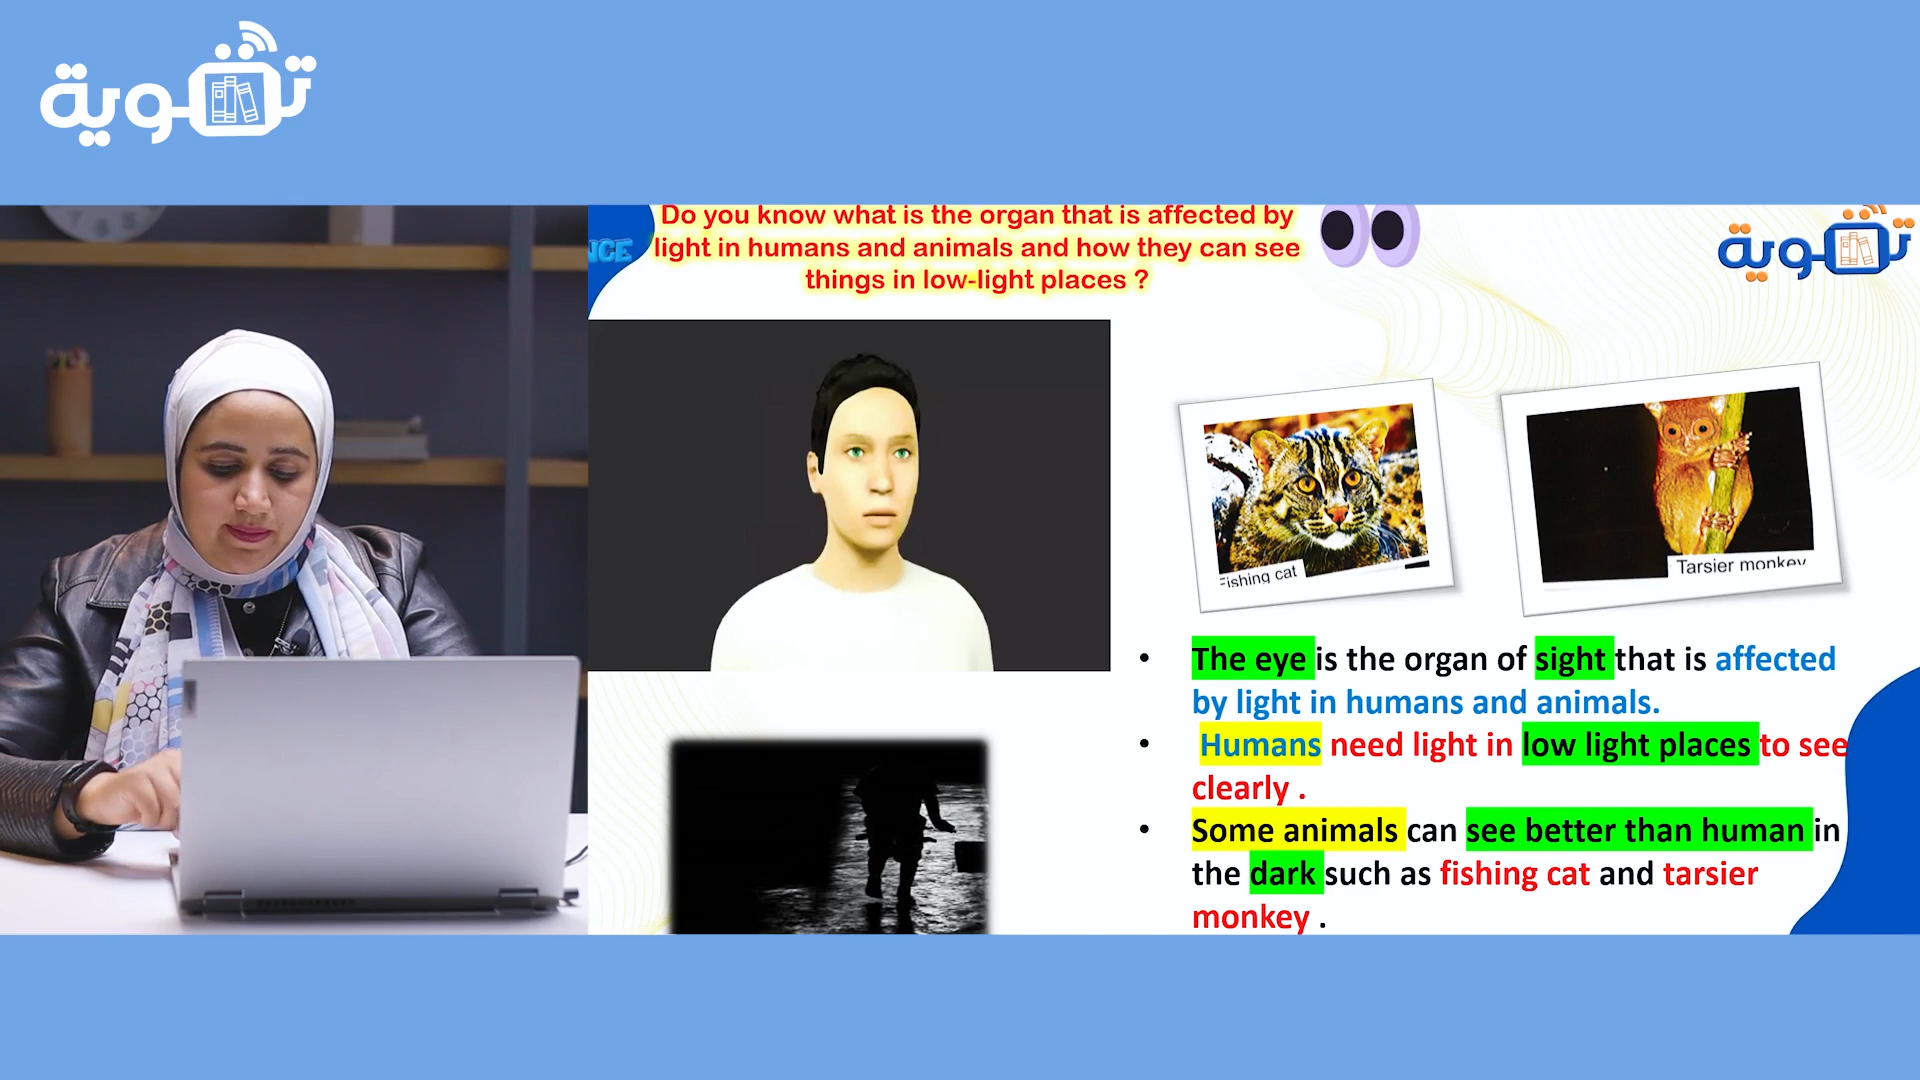 تقوية
Do you know what is the organ that is affected by
light in humans and animals and how they can see
things in low-light places ?
NCE
تقوية
Fishing cat
Tarsier monkey
• The eye is the organ of sight that is affected
by light in humans and animals.
• Humans need light in low light places to see
clearly .
• Some animals can see better than human in
the dark such as fishing cat and tarsier
monkey .